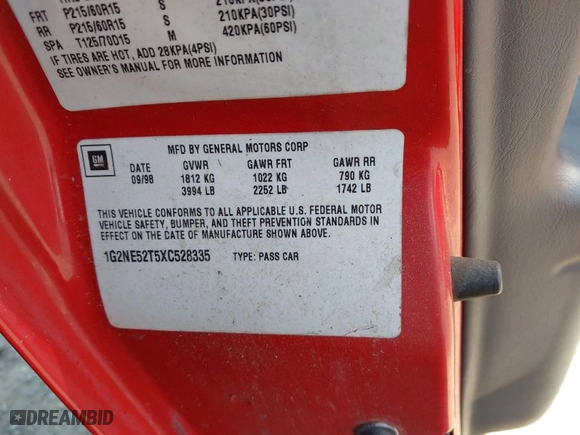 FRT P215/60R15 S 210KPA(30PSI)
RR P215/60R15 S 210KPA(30PSI)
SPA T125/70D15 M 420KPA(60PSI)
IF TIRES ARE HOT, ADD 28KPA(4PSI)
SEE OWNER'S MANUAL FOR MORE INFORMATION
GM
MFD BY GENERAL MOTORS CORP
DATE GVWR GAWR FRT GAWR RR
09/98 1812 KG 1022 KG 790 KG
3994 LB 2252 LB 1742 LB
THIS VEHICLE CONFORMS TO ALL APPLICABLE U.S. FEDERAL MOTOR
VEHICLE SAFETY, BUMPER, AND THEFT PREVENTION STANDARDS IN
EFFECT ON THE DATE OF MANUFACTURE SHOWN ABOVE.
1G2NE52T5XC528335 TYPE: PASS CAR
DREAMBID